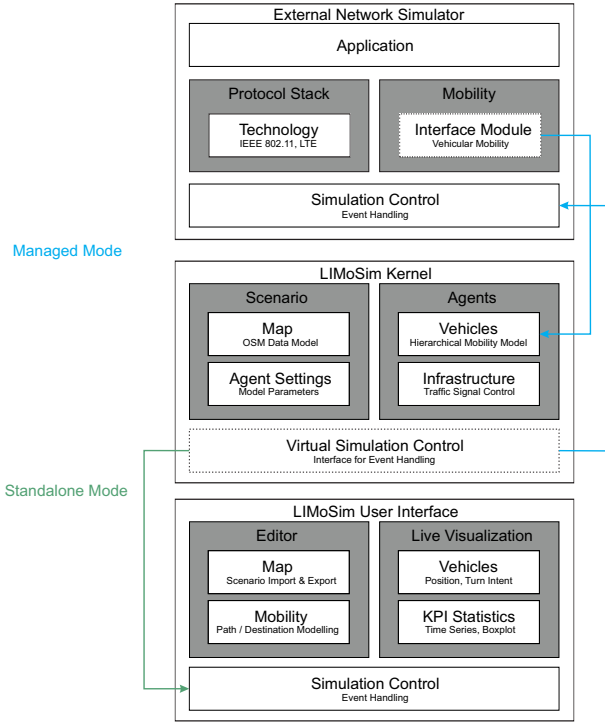 External Network Simulator
Application
Protocol Stack
Technology
IEEE 802.11, LTE
Mobility
Interface Module
Vehicular Mobility
Simulation Control
Event Handling
Managed Mode
LIMoSim Kernel
Scenario
Map
OSM Data Model
Agent Settings
Model Parameters
Agents
Vehicles
Hierarchical Mobility Model
Infrastructure
Traffic Signal Control
Virtual Simulation Control
Interface for Event Handling
Standalone Mode
LIMoSim User Interface
Editor
Map
Scenario Import & Export
Mobility
Path / Destination Modelling
Live Visualization
Vehicles
Position, Turn Intent
KPI Statistics
Time Series, Boxplot
Simulation Control
Event Handling